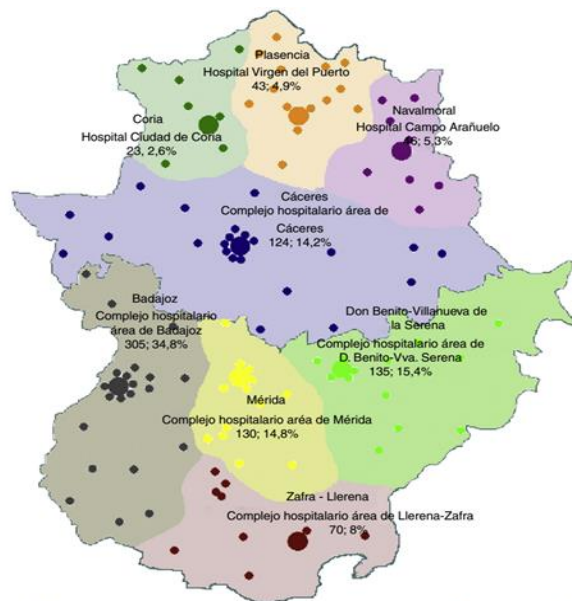 Plasencia
Hospital Virgen del Puerto
43; 4,9%
Navalmoral
Hospital Campo Arañuelo
46; 5,3%
Coria
Hospital Ciudad de Coria
23, 2,6%
Cáceres
Complejo hospitalario área de
Cáceres
124; 14,2%
Badajoz
Complejo hospitalario
área de Badajoz
305; 34,8%
Don Benito-Villanueva de
la Serena
Complejo hospitalario área de
D. Benito-Vva. Serena
135; 15,4%
Mérida
Complejo hospitalario aréa de Mérida
130; 14,8%
Zafra - Llerena
Complejo hospitalario área de Llerena-Zafra
70; 8%